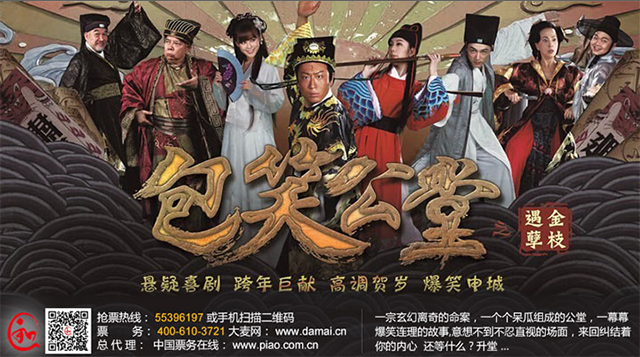 包笑公堂
之
金枝
遇孽
悬疑喜剧 跨年巨献 高调贺岁 爆笑申城
抢票热线： 55396197 或手机扫描二维码
票 务： 400-610-3721 大麦网： www.damai.cn
总 代 理： 中国票务在线： www.piao.com.cn
一宗玄幻离奇的命案，一个个呆瓜组成的公堂，一幕幕
爆笑连理的故事,意想不到不忍直视的场面，来回纠结着
你的内心 还等什么？升堂 ...